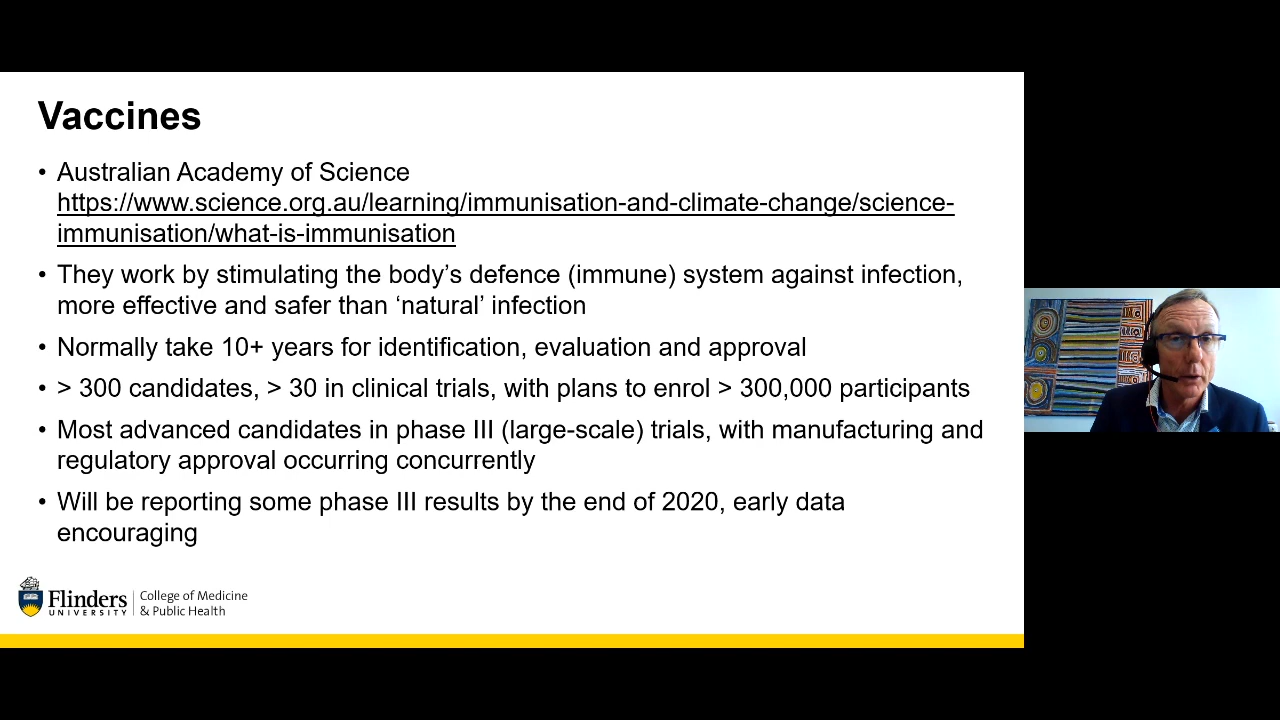 Vaccines
• Australian Academy of Science
https://www.science.org.au/learning/immunisation-and-climate-change/science-
immunisation/what-is-immunisation
• They work by stimulating the body’s defence (immune) system against infection,
more effective and safer than ‘natural’ infection
• Normally take 10+ years for identification, evaluation and approval
• > 300 candidates, > 30 in clinical trials, with plans to enrol > 300,000 participants
• Most advanced candidates in phase III (large-scale) trials, with manufacturing and
regulatory approval occurring concurrently
• Will be reporting some phase III results by the end of 2020, early data
encouraging
Flinders
UNIVERSITY
College of Medicine
& Public Health